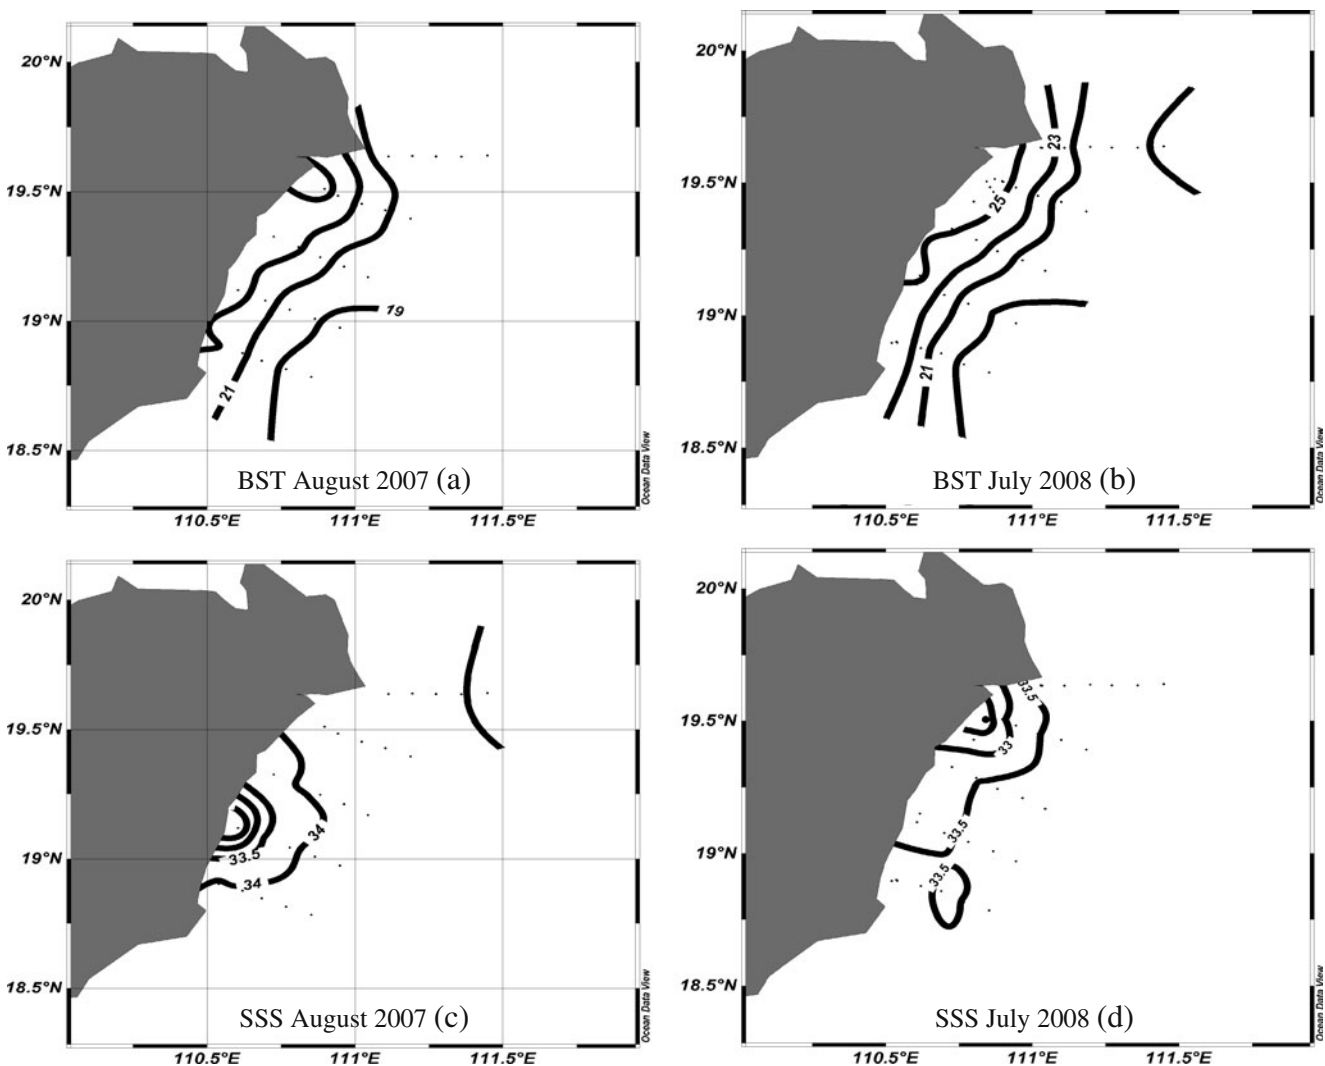 20°N
19.5°N
19°N
18.5°N
110.5°E
111°E
111.5°E
19
21
BST August 2007 (a)
Ocean Data View
20°N
19.5°N
19°N
18.5°N
110.5°E
111°E
111.5°E
23
25
21
BST July 2008 (b)
Ocean Data View
20°N
19.5°N
19°N
18.5°N
110.5°E
111°E
111.5°E
34
33.5
34
SSS August 2007 (c)
Ocean Data View
20°N
19.5°N
19°N
18.5°N
110.5°E
111°E
111.5°E
33.5
33
33.5
33.5
SSS July 2008 (d)
Ocean Data View